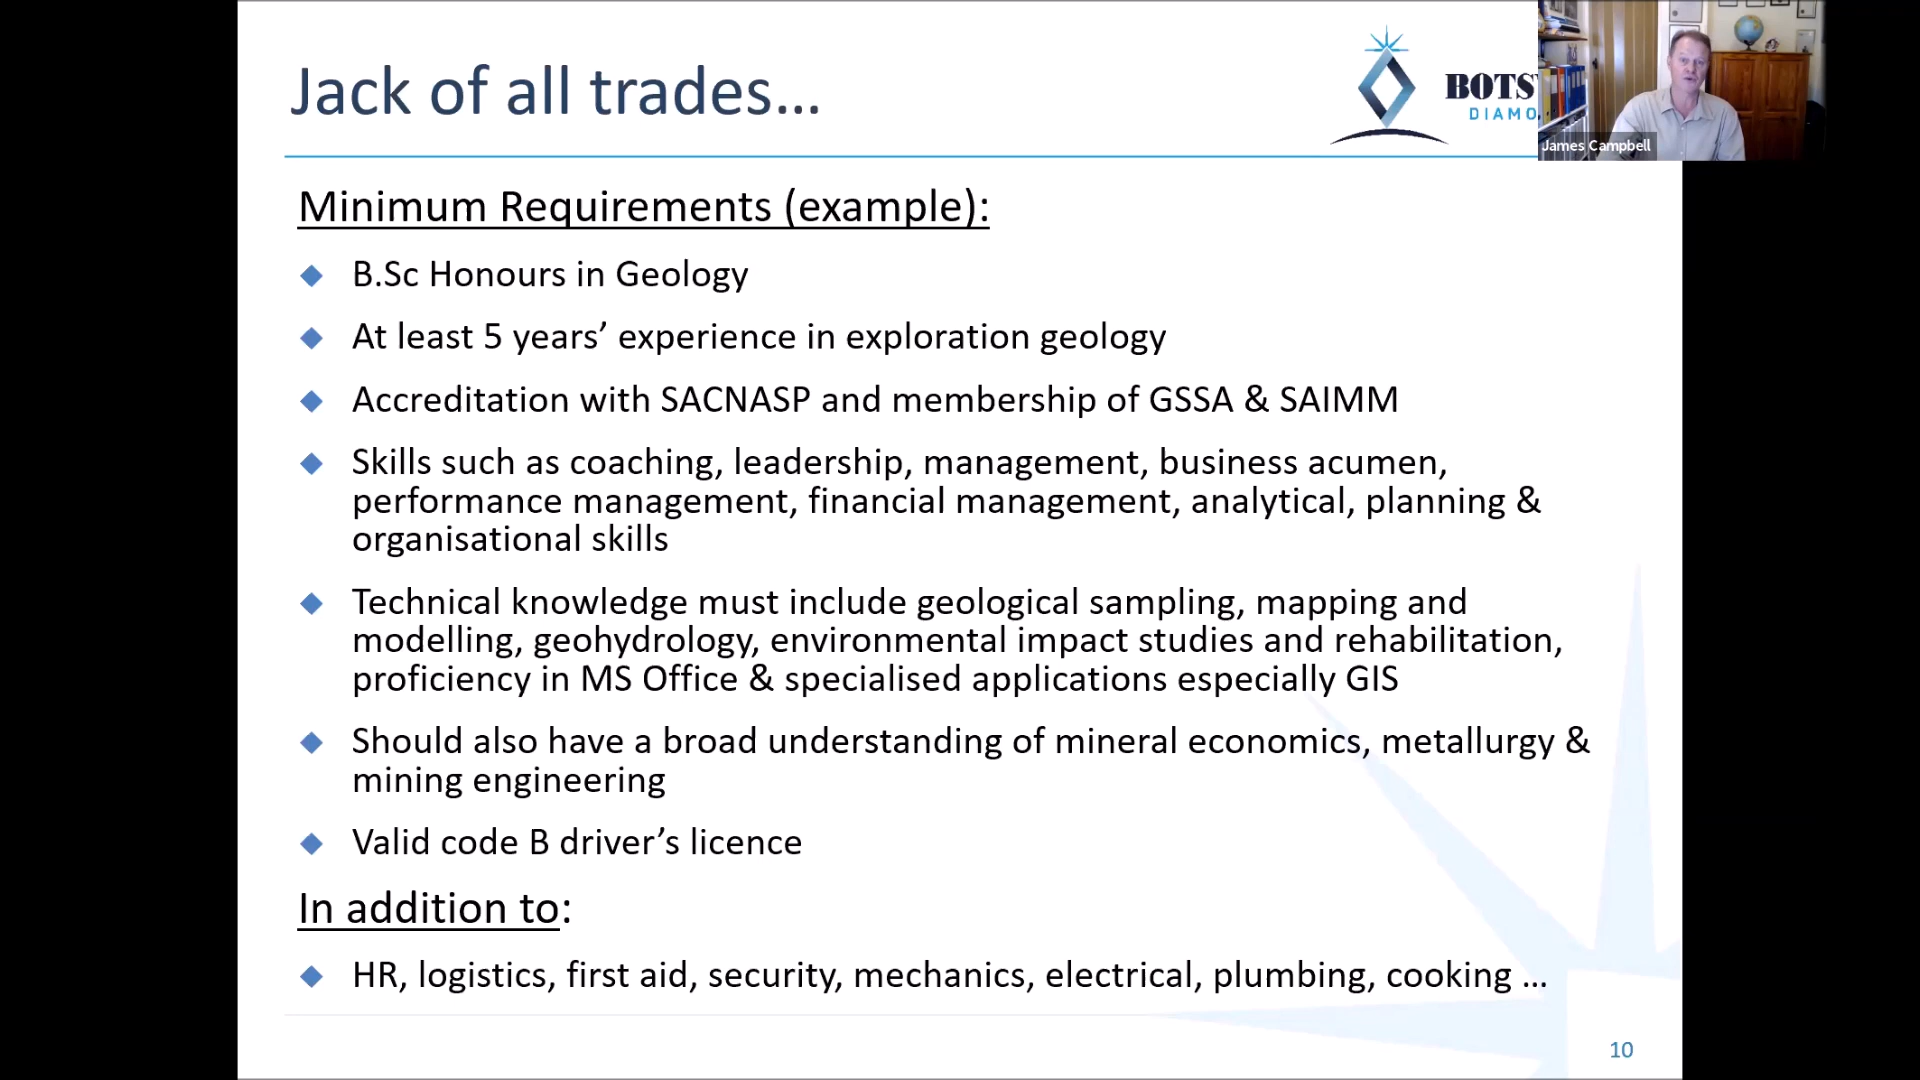 Jack of all trades...
BOTS
DIAMO
James Campbell
Minimum Requirements (example):
B.Sc Honours in Geology
At least 5 years’ experience in exploration geology
Accreditation with SACNASP and membership of GSSA & SAIMM
Skills such as coaching, leadership, management, business acumen,
performance management, financial management, analytical, planning &
organisational skills
Technical knowledge must include geological sampling, mapping and
modelling, geohydrology, environmental impact studies and rehabilitation,
proficiency in MS Office & specialised applications especially GIS
Should also have a broad understanding of mineral economics, metallurgy &
mining engineering
Valid code B driver’s licence
In addition to:
HR, logistics, first aid, security, mechanics, electrical, plumbing, cooking ...
10